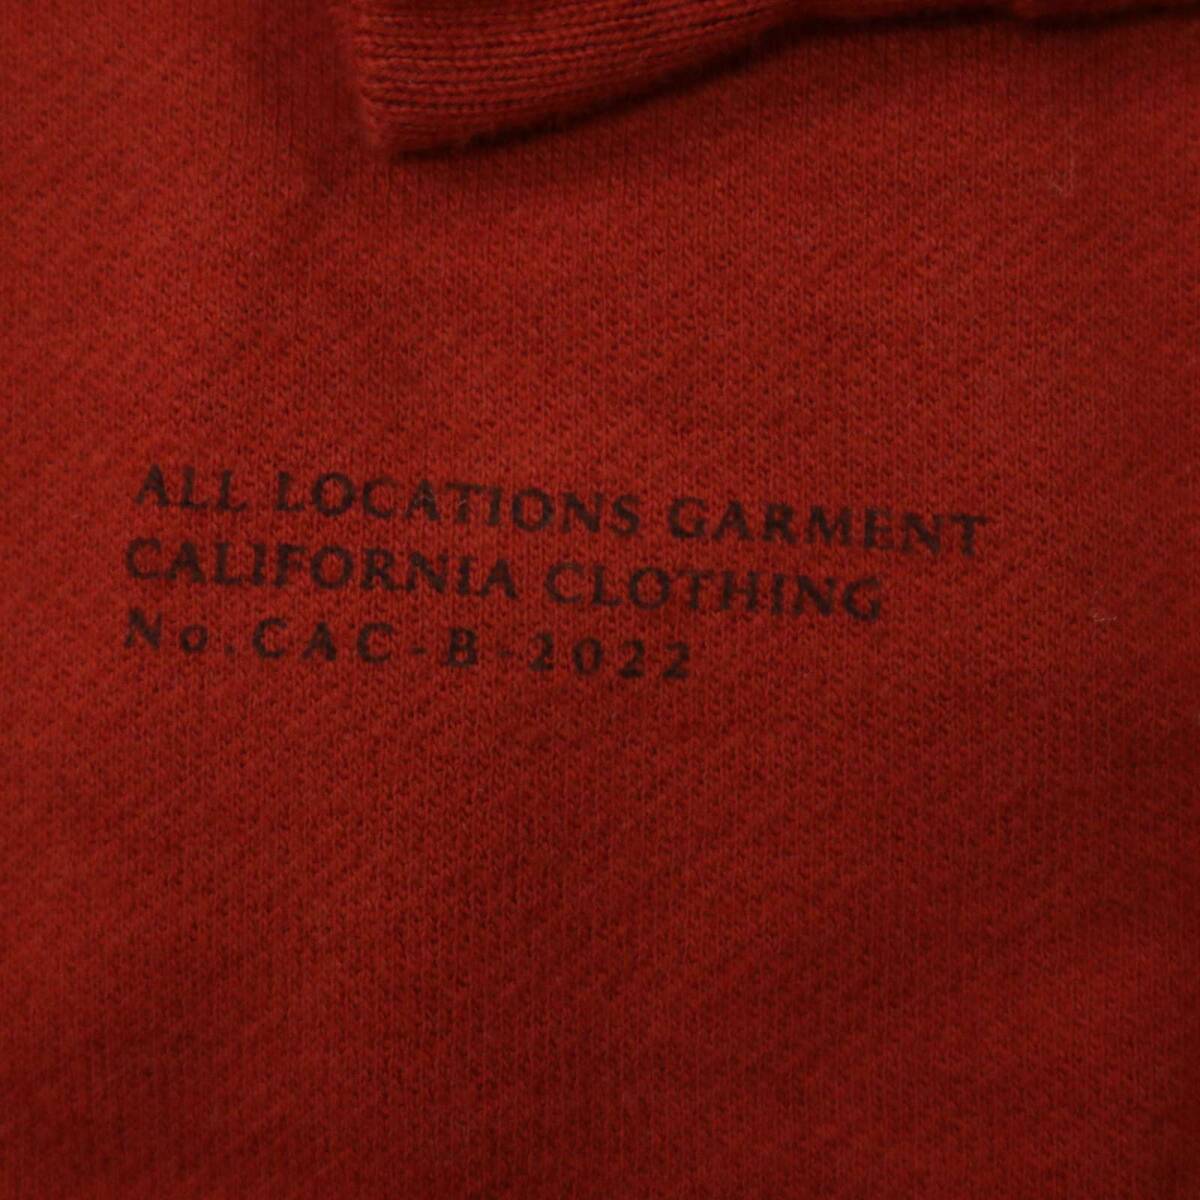 ALL LOCATIONS GARMENT
CALIFORNIA CLOTHING
No.CAC-B-2022